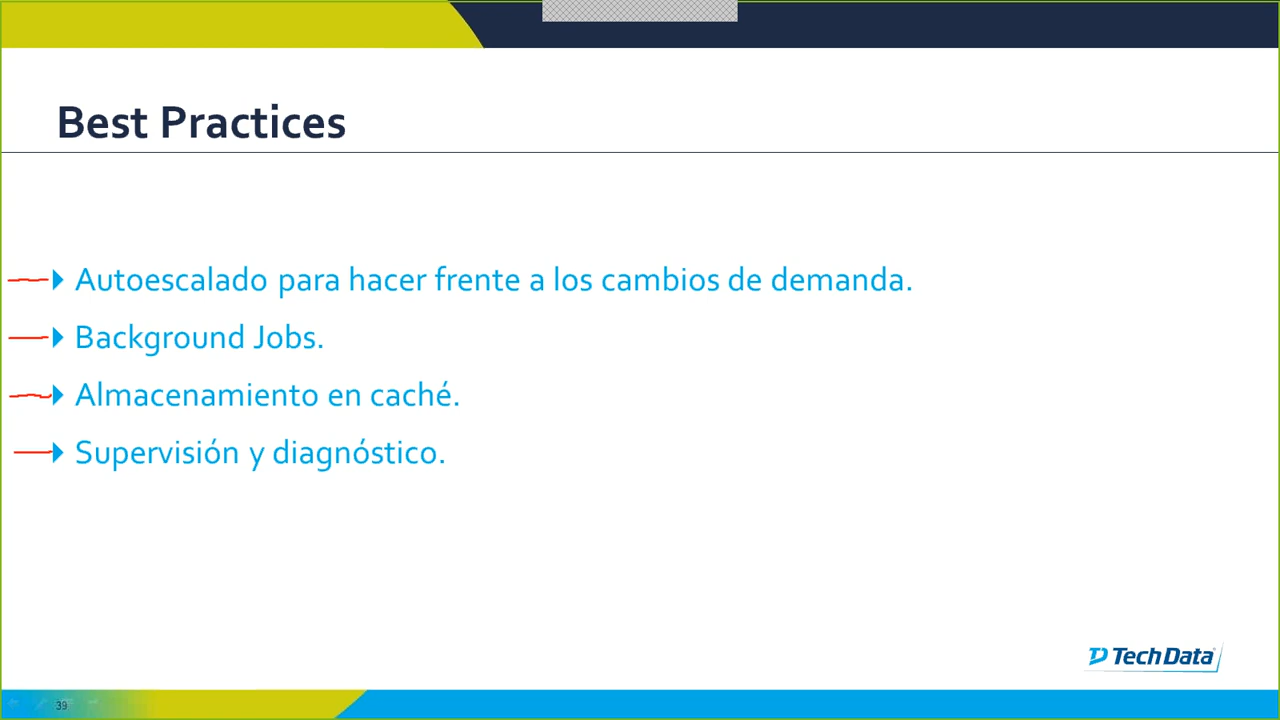 Best Practices
Autoescalado para hacer frente a los cambios de demanda.
Background Jobs.
Almacenamiento en caché.
Supervisión y diagnóstico.
Tech Data
39